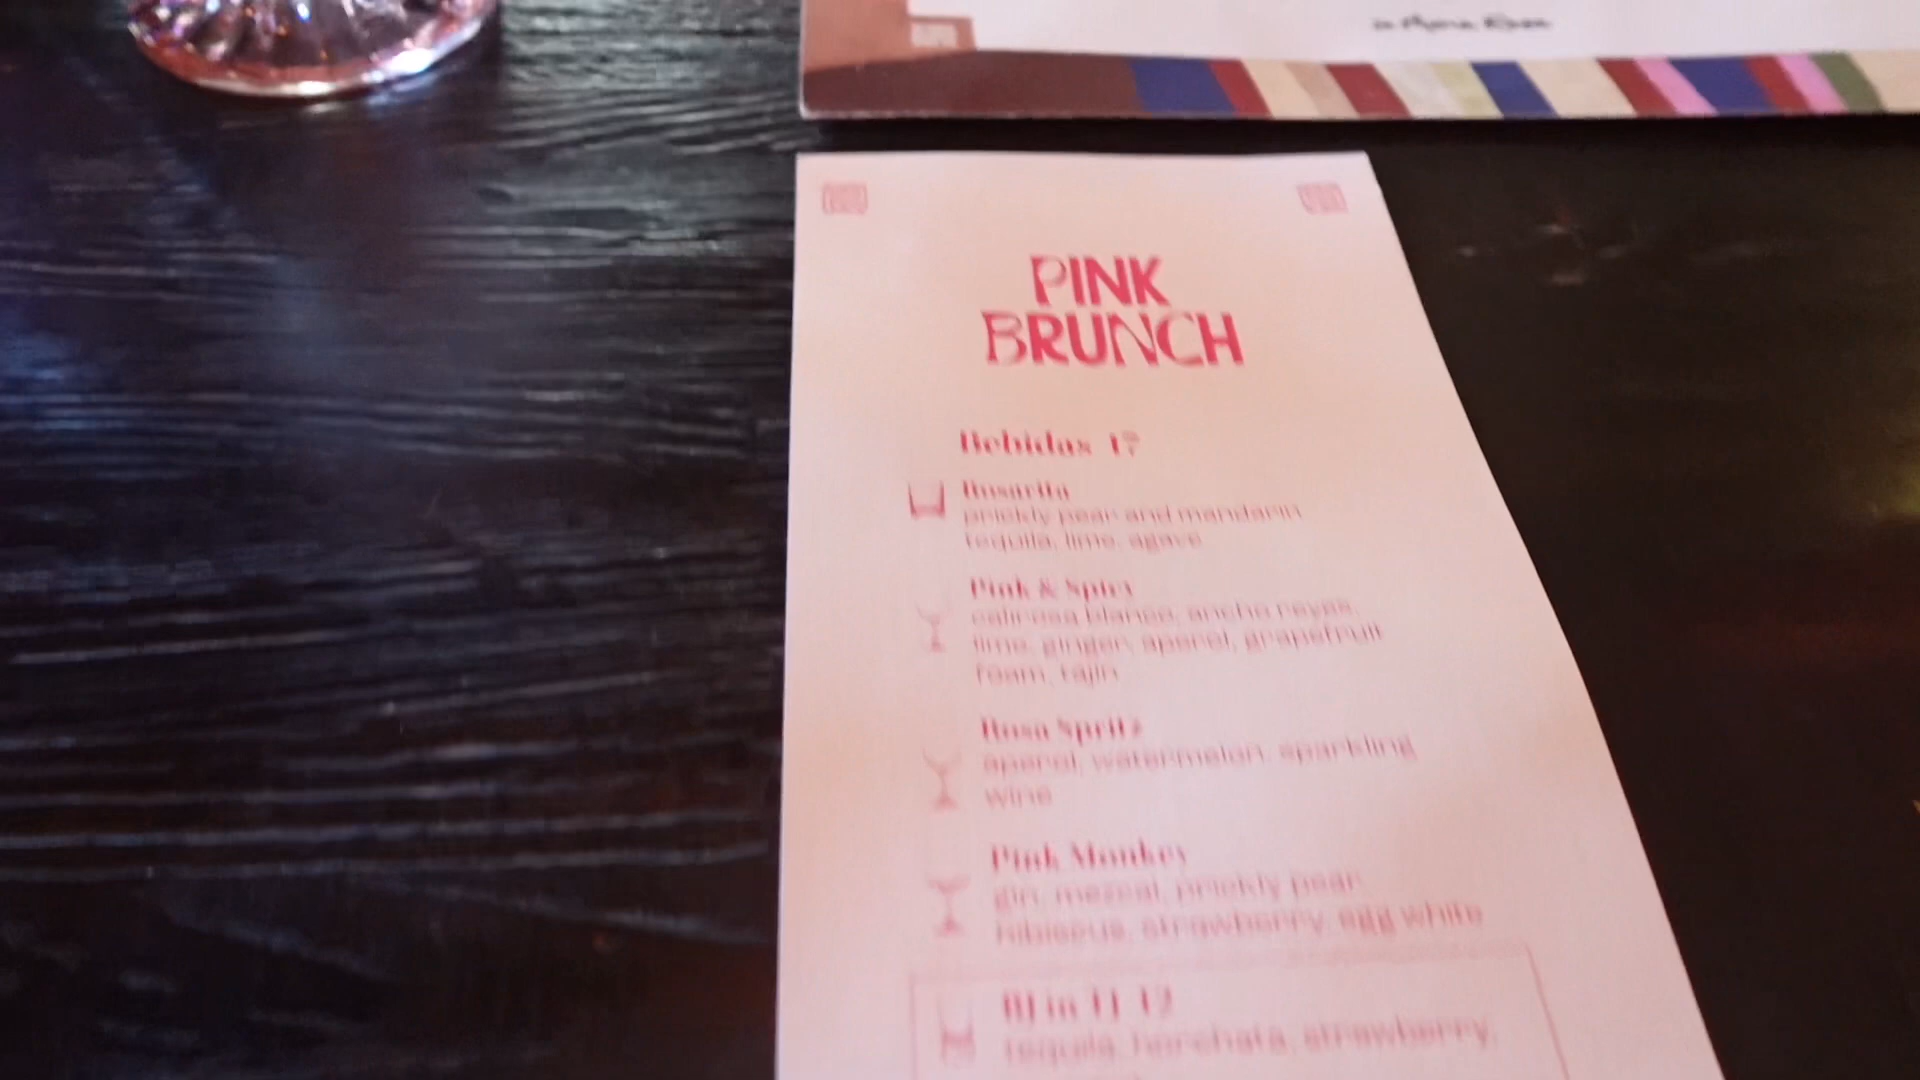 PINK
BRUNCH
Bebidas 17
Rosarita
prickly pear and mandarin
tequila, lime, agave
Pink & Spicy
calirosa blanco, ancho reyes,
lime, ginger, aperol, grapefruit
foam, tajin
Rosa Spritz
aperol, watermelon, sparkling
wine
Pink Monkey
gin, mezcal, prickly pear
hibiscus, strawberry, egg white
tequila, horchata, strawberry,